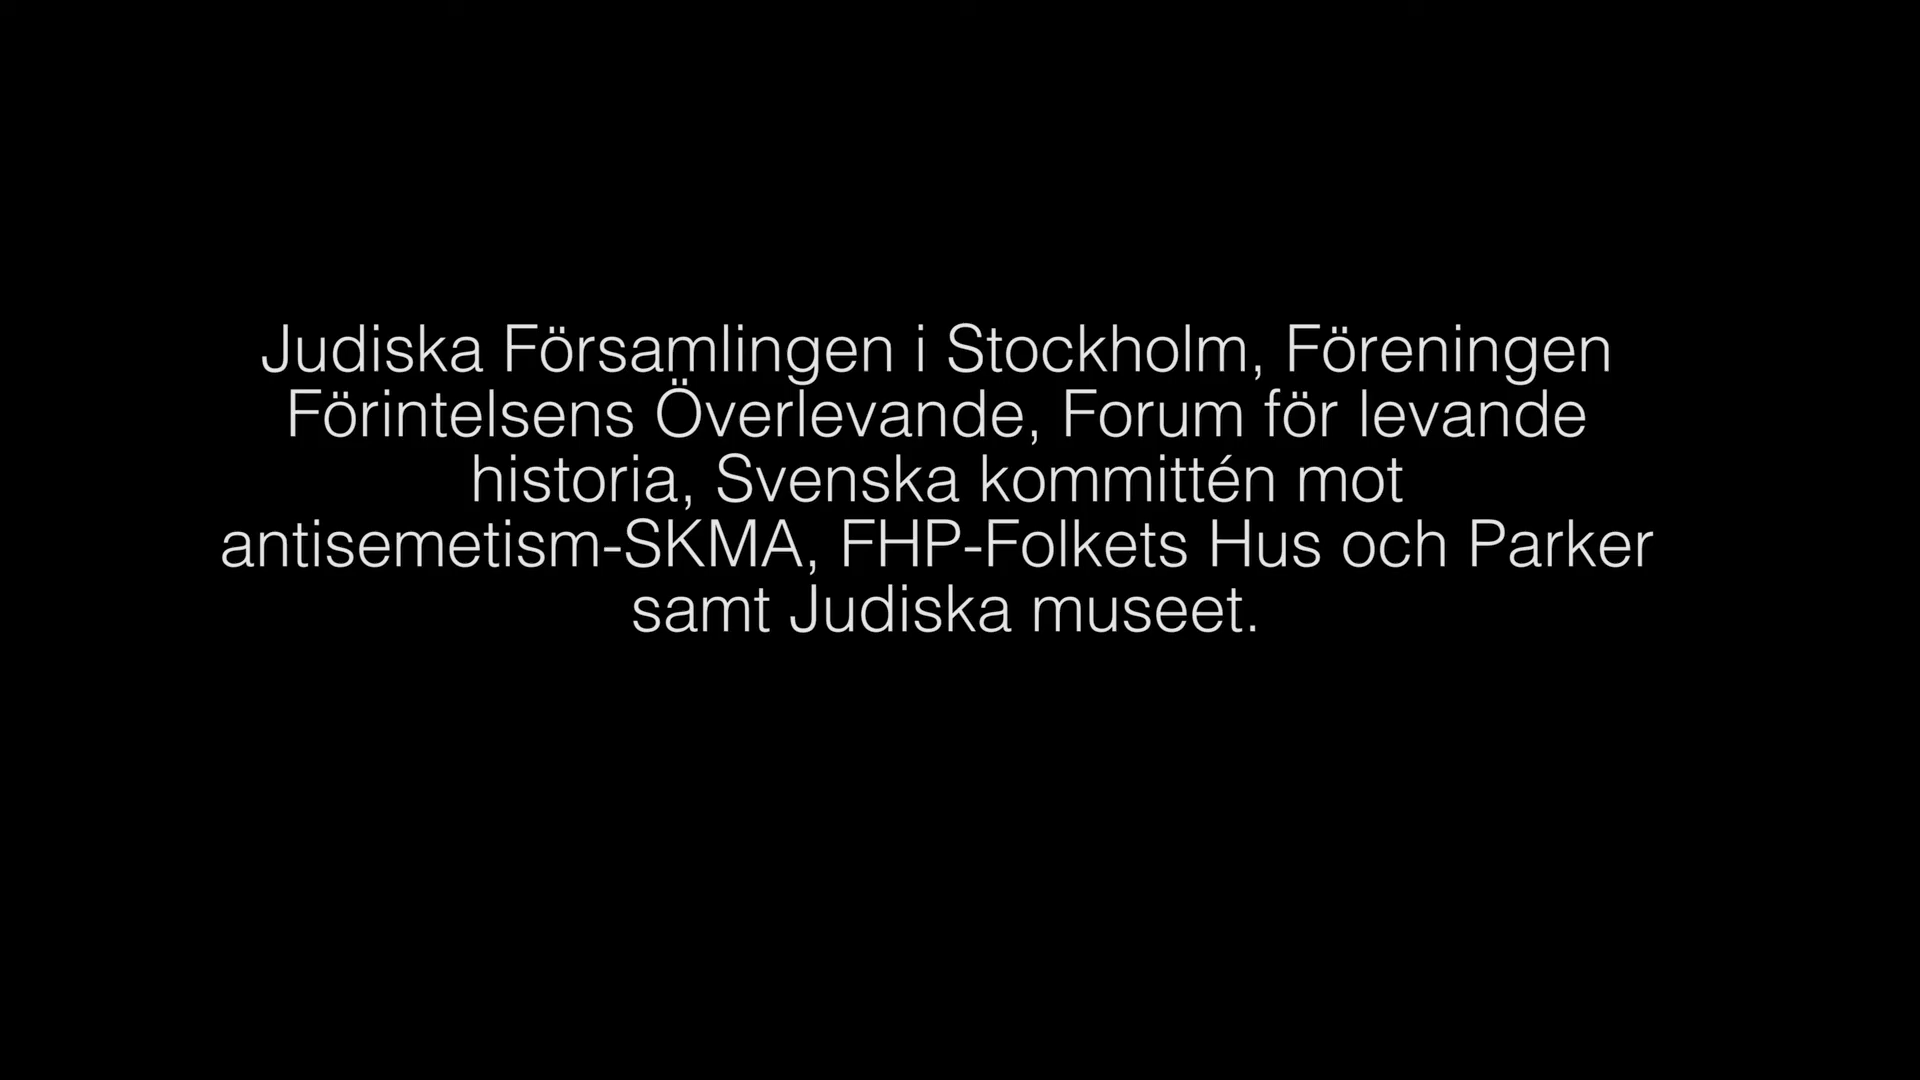 Judiska Församlingen i Stockholm, Föreningen
Förintelsens Överlevande, Forum för levande
historia, Svenska kommittén mot
antisemetism-SKMA, FHP-Folkets Hus och Parker
samt Judiska museet.